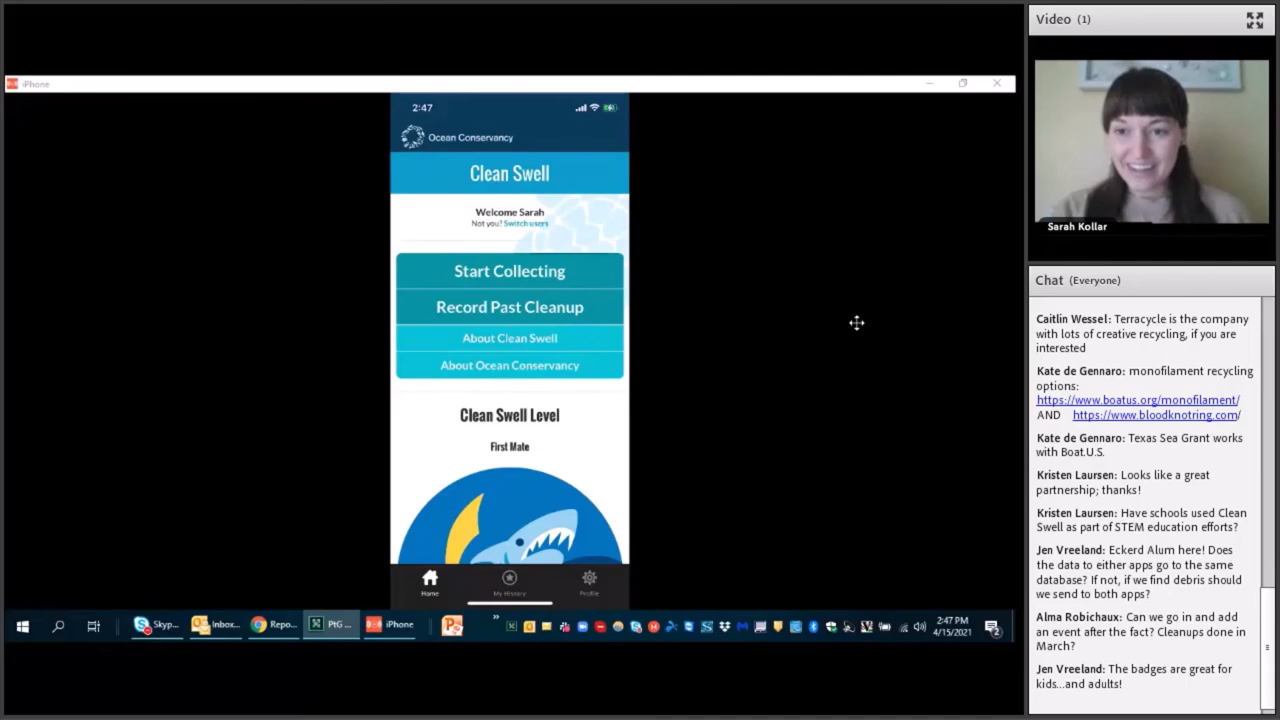 iPhone
2:47
Ocean Conservancy
Clean Swell
Welcome Sarah
Not you? Switch users
Start Collecting
Record Past Cleanup
About Clean Swell
About Ocean Conservancy
Clean Swell Level
First Mate
Home
My History
Profile
Skyp...
Inbox...
Repo...
PtG ...
iPhone
2:47 PM
4/15/2021
2
Video (1)
Sarah Kollar
Chat (Everyone)
Caitlin Wessel: Terracycle is the company
with lots of creative recycling, if you are
interested
Kate de Gennaro: monofilament recycling
options:
https://www.boatus.org/monofilament/
AND https://www.bloodknotring.com/
Kate de Gennaro: Texas Sea Grant works
with Boat.U.S.
Kristen Laursen: Looks like a great
partnership; thanks!
Kristen Laursen: Have schools used Clean
Swell as part of STEM education efforts?
Jen Vreeland: Eckerd Alum here! Does
the data to either apps go to the same
database? If not, if we find debris should
we send to both apps?
Alma Robichaux: Can we go in and add
an event after the fact? Cleanups done in
March?
Jen Vreeland: The badges are great for
kids...and adults!